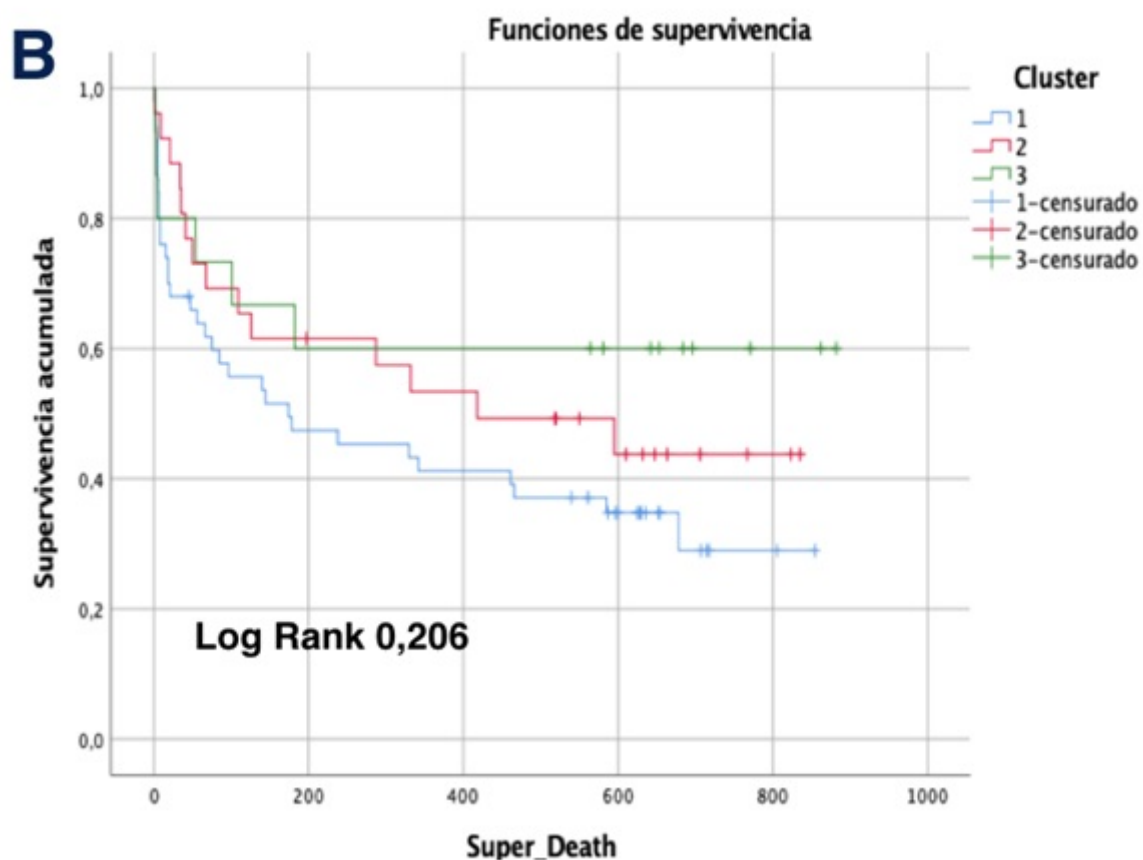 B
Funciones de supervivencia
Cluster
1
2
3
1-censurado
2-censurado
3-censurado
1,0
0,8
0,6
0,4
0,2
0,0
Supervivencia acumulada
Log Rank 0,206
0 200 400 600 800 1000
Super_Death